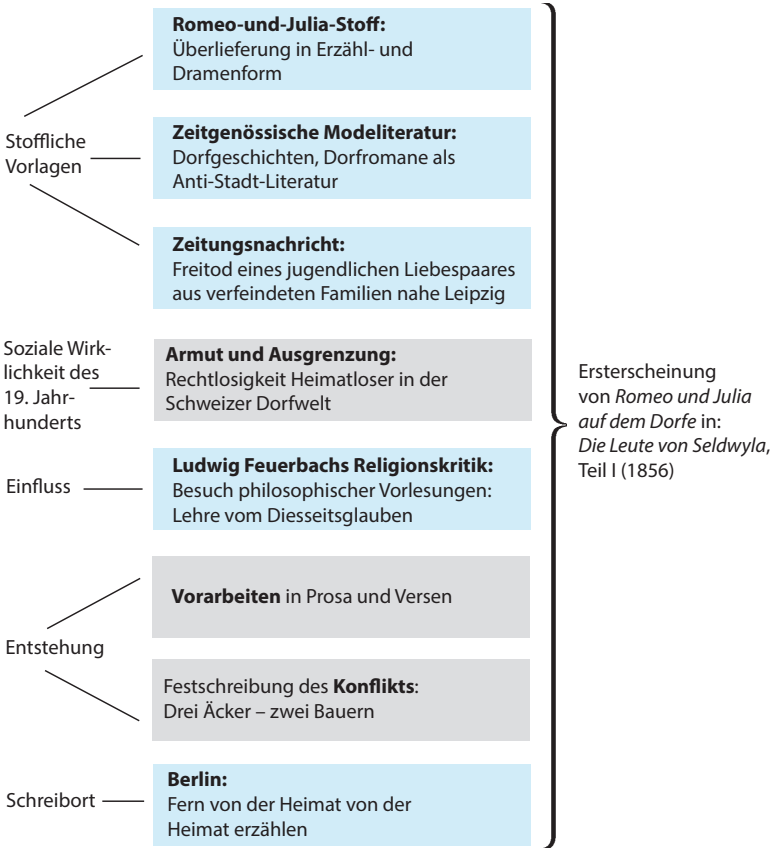 Stoffliche
Vorlagen
Romeo-und-Julia-Stoff:
Überlieferung in Erzähl- und
Dramenform
Zeitgenössische Modeliteratur:
Dorfgeschichten, Dorfromane als
Anti-Stadt-Literatur
Zeitungsnachricht:
Freitod eines jugendlichen Liebespaares
aus verfeindeten Familien nahe Leipzig
Soziale Wirk-
lichkeit des
19. Jahr-
hunderts
Armut und Ausgrenzung:
Rechtlosigkeit Heimatloser in der
Schweizer Dorfwelt
Einfluss
Ludwig Feuerbachs Religionskritik:
Besuch philosophischer Vorlesungen:
Lehre vom Diesseitsglauben
Entstehung
Vorarbeiten in Prosa und Versen
Festschreibung des Konflikts:
Drei Äcker – zwei Bauern
Schreibort
Berlin:
Fern von der Heimat von der
Heimat erzählen
Ersterscheinung
von Romeo und Julia
auf dem Dorfe in:
Die Leute von Seldwyla,
Teil I (1856)